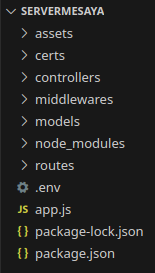 SERVERMESAYA
assets
certs
controllers
middlewares
models
node_modules
routes
.env
JS app.js
{} package-lock.json
{} package.json